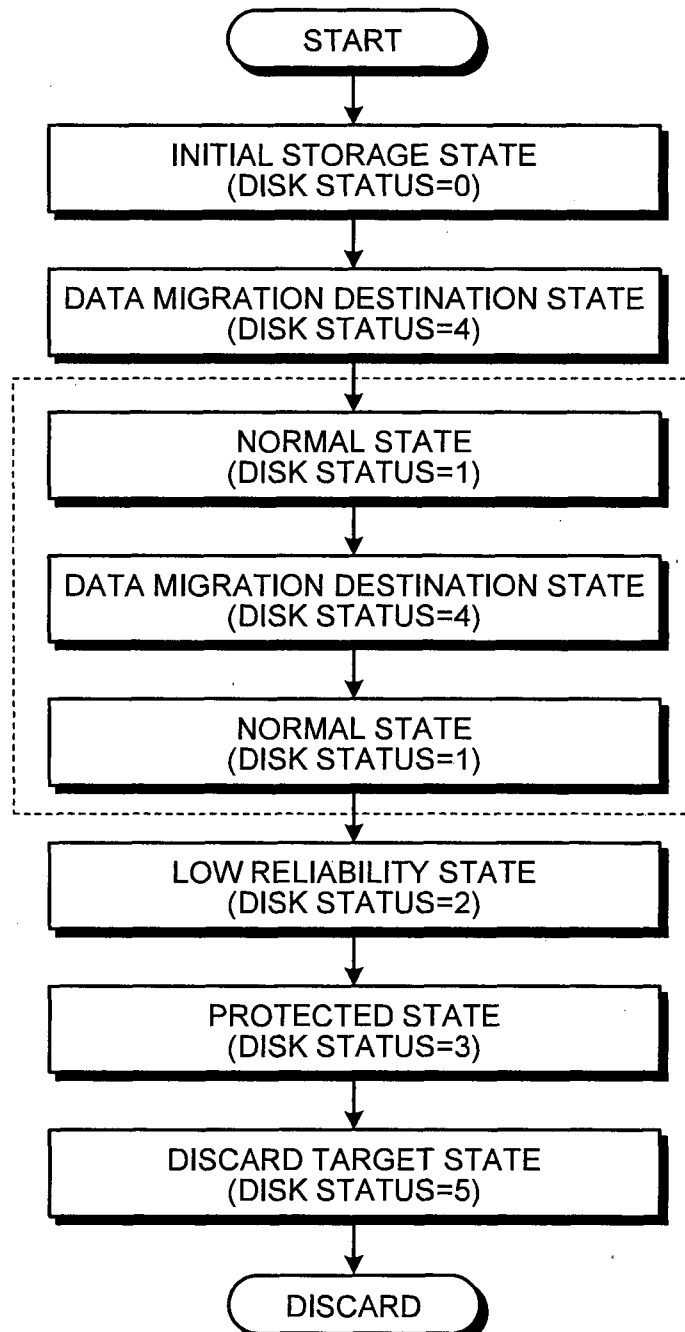 START
INITIAL STORAGE STATE
(DISK STATUS=0)
DATA MIGRATION DESTINATION STATE
(DISK STATUS=4)
NORMAL STATE
(DISK STATUS=1)
DATA MIGRATION DESTINATION STATE
(DISK STATUS=4)
NORMAL STATE
(DISK STATUS=1)
LOW RELIABILITY STATE
(DISK STATUS=2)
PROTECTED STATE
(DISK STATUS=3)
DISCARD TARGET STATE
(DISK STATUS=5)
DISCARD